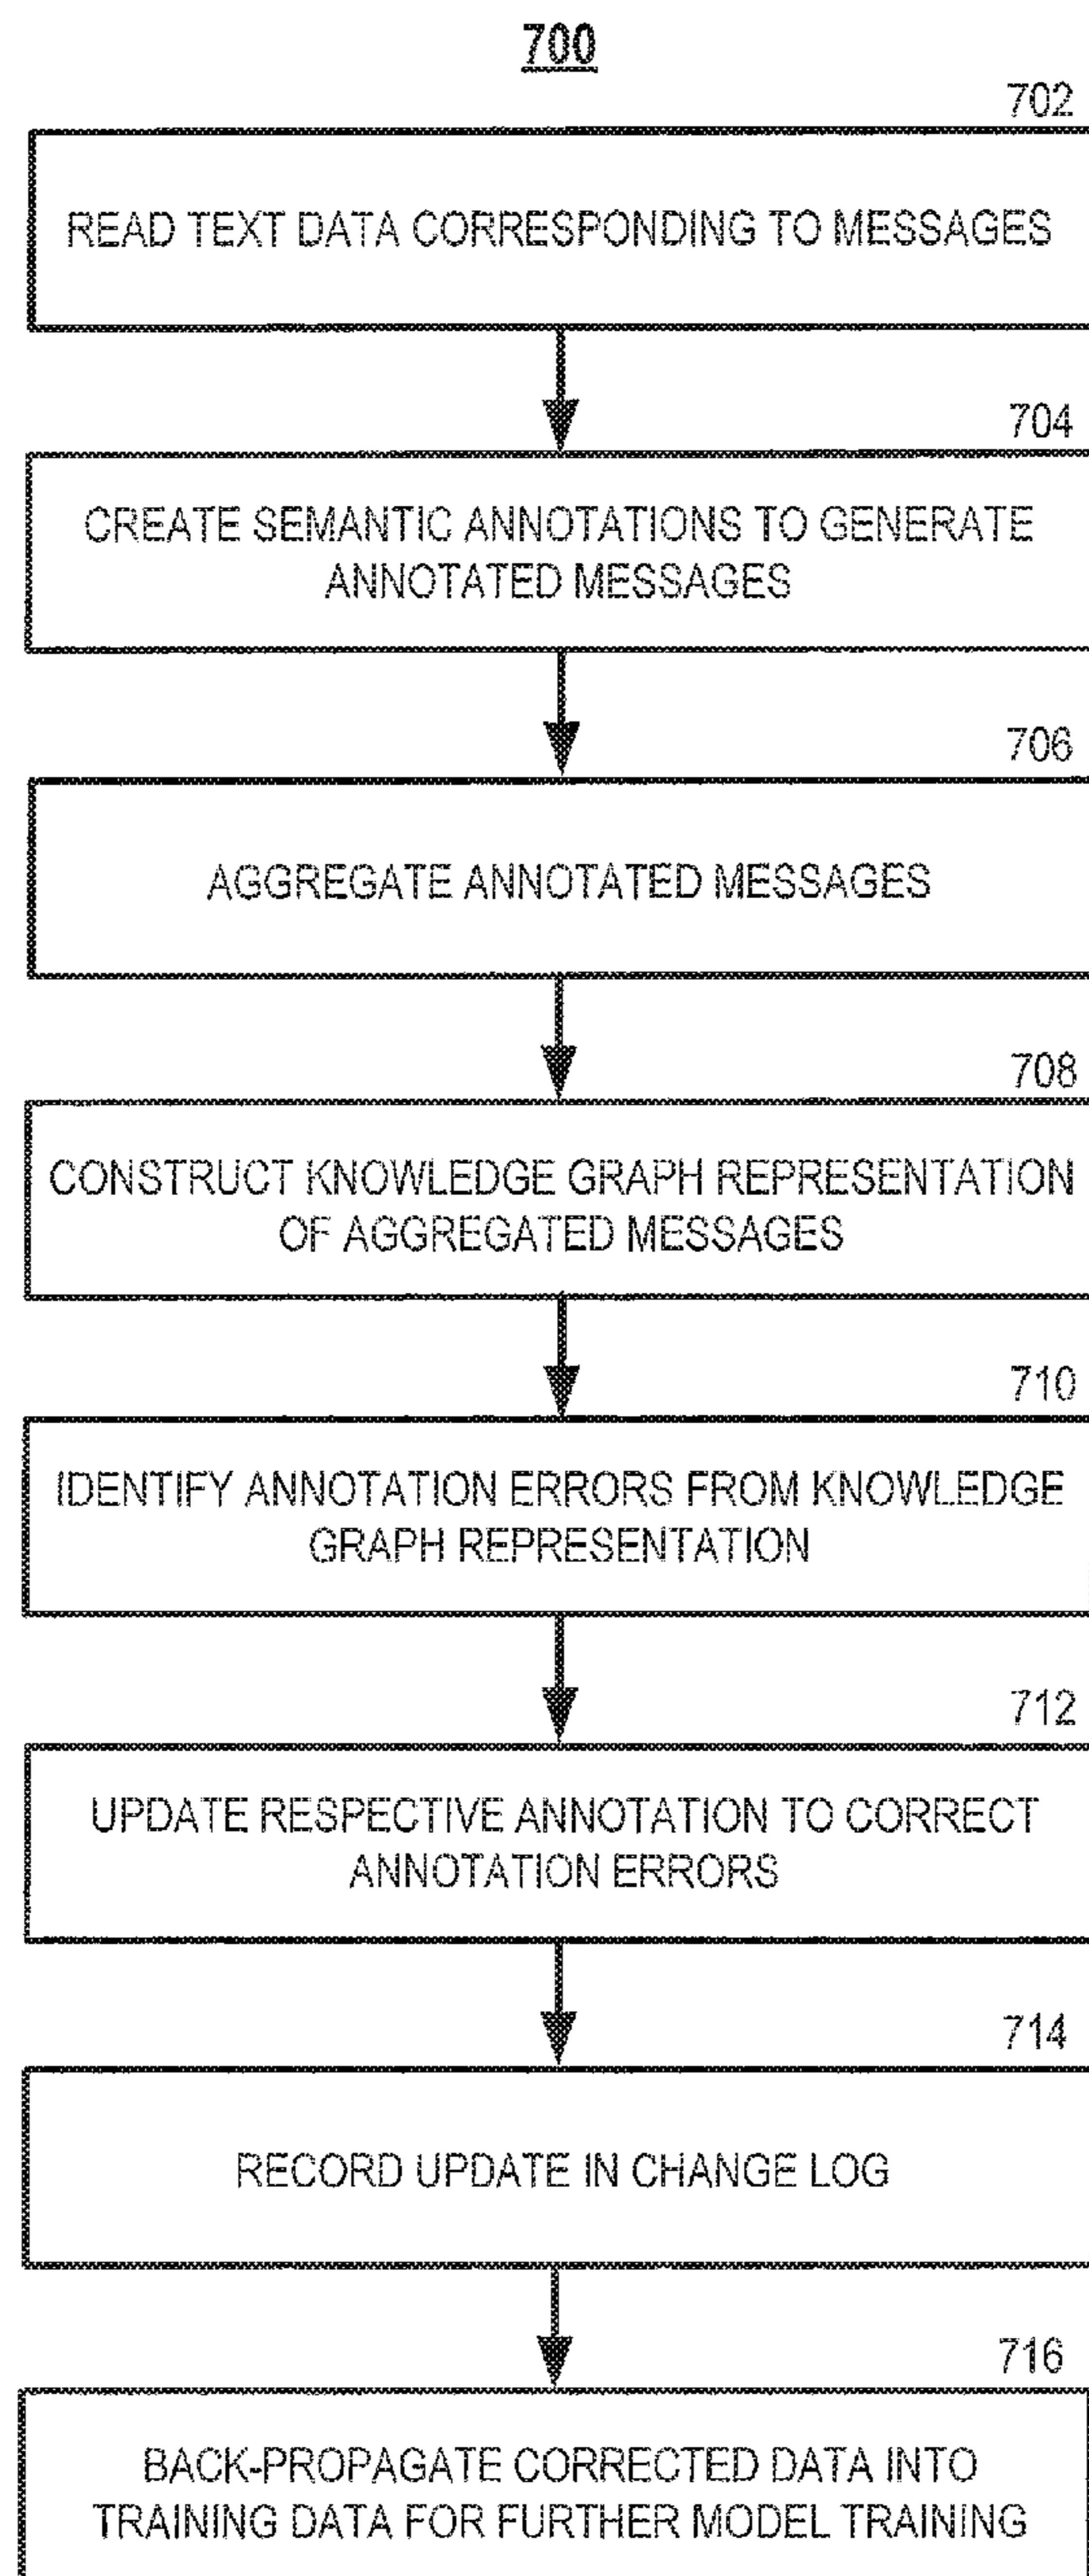 700
702
READ TEXT DATA CORRESPONDING TO MESSAGES
704
CREATE SEMANTIC ANNOTATIONS TO GENERATE
ANNOTATED MESSAGES
706
AGGREGATE ANNOTATED MESSAGES
708
CONSTRUCT KNOWLEDGE GRAPH REPRESENTATION
OF AGGREGATED MESSAGES
710
IDENTIFY ANNOTATION ERRORS FROM KNOWLEDGE
GRAPH REPRESENTATION
712
UPDATE RESPECTIVE ANNOTATION TO CORRECT
ANNOTATION ERRORS
714
RECORD UPDATE IN CHANGE LOG
716
BACK-PROPAGATE CORRECTED DATA INTO
TRAINING DATA FOR FURTHER MODEL TRAINING